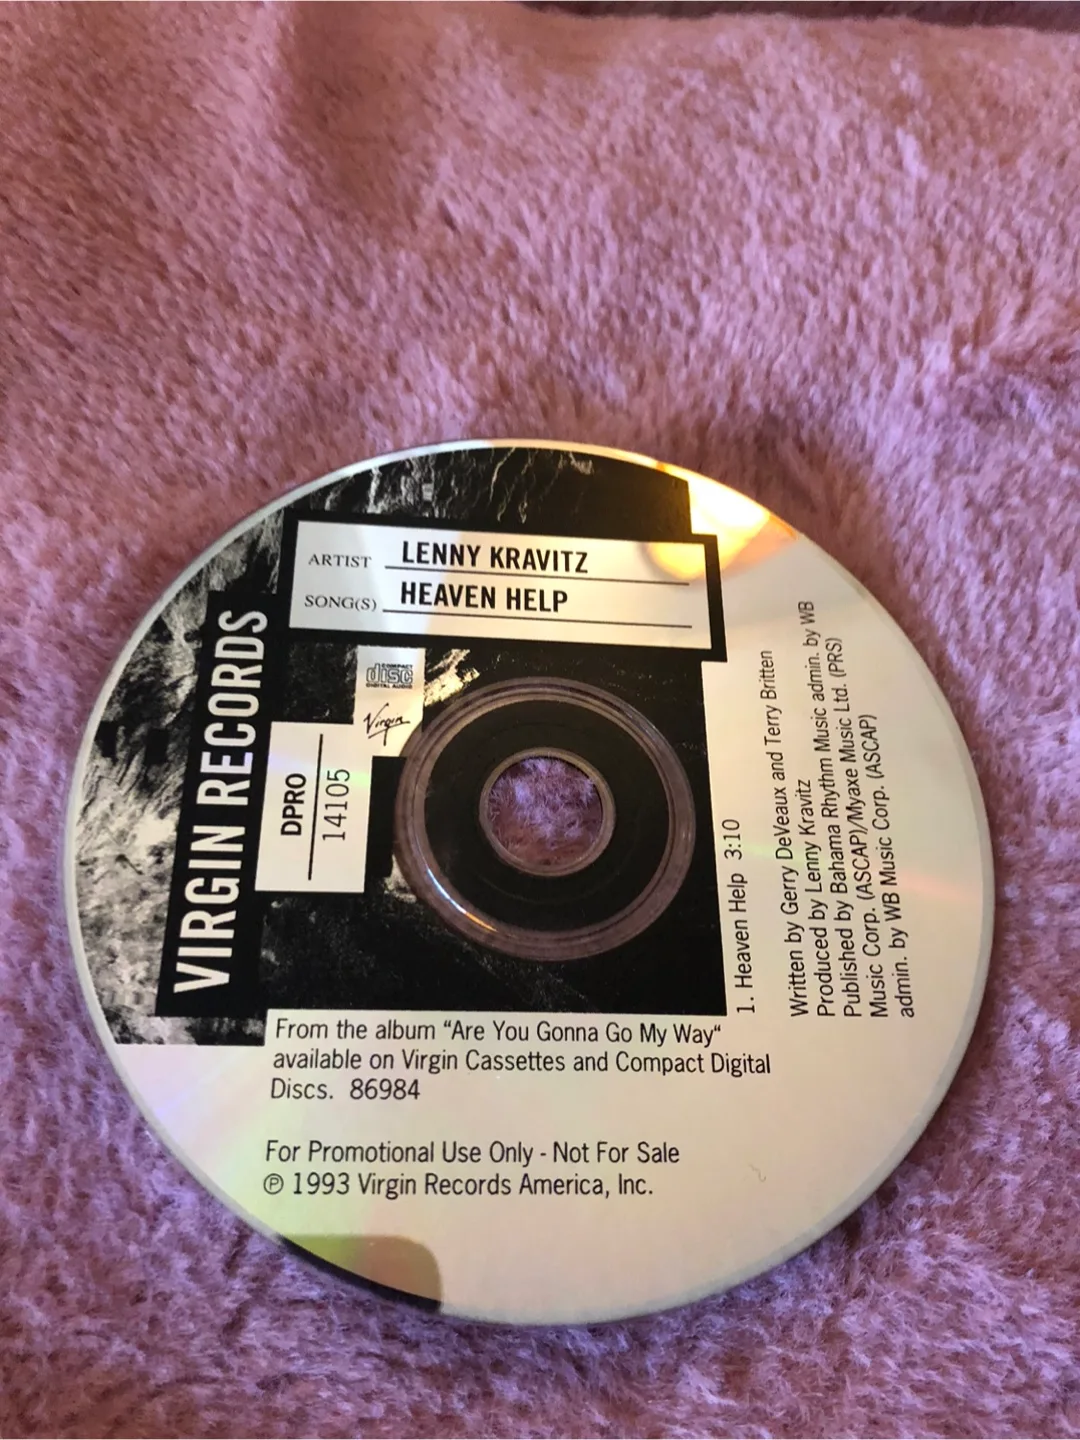 VIRGIN RECORDS
ARTIST LENNY KRAVITZ
SONG(S) HEAVEN HELP
COMPACT
disc
DIGITAL AUDIO
Virgin
DPRO
14105
1. Heaven Help 3:10
Written by Gerry DeVeaux and Terry Britten
Produced by Lenny Kravitz
Published by Bahama Rhythm Music admin. by WB
Music Corp. (ASCAP)/Myaxe Music Ltd. (PRS)
admin. by WB Music Corp. (ASCAP)
From the album “Are You Gonna Go My Way“
available on Virgin Cassettes and Compact Digital
Discs. 86984
For Promotional Use Only - Not For Sale
℗ 1993 Virgin Records America, Inc.